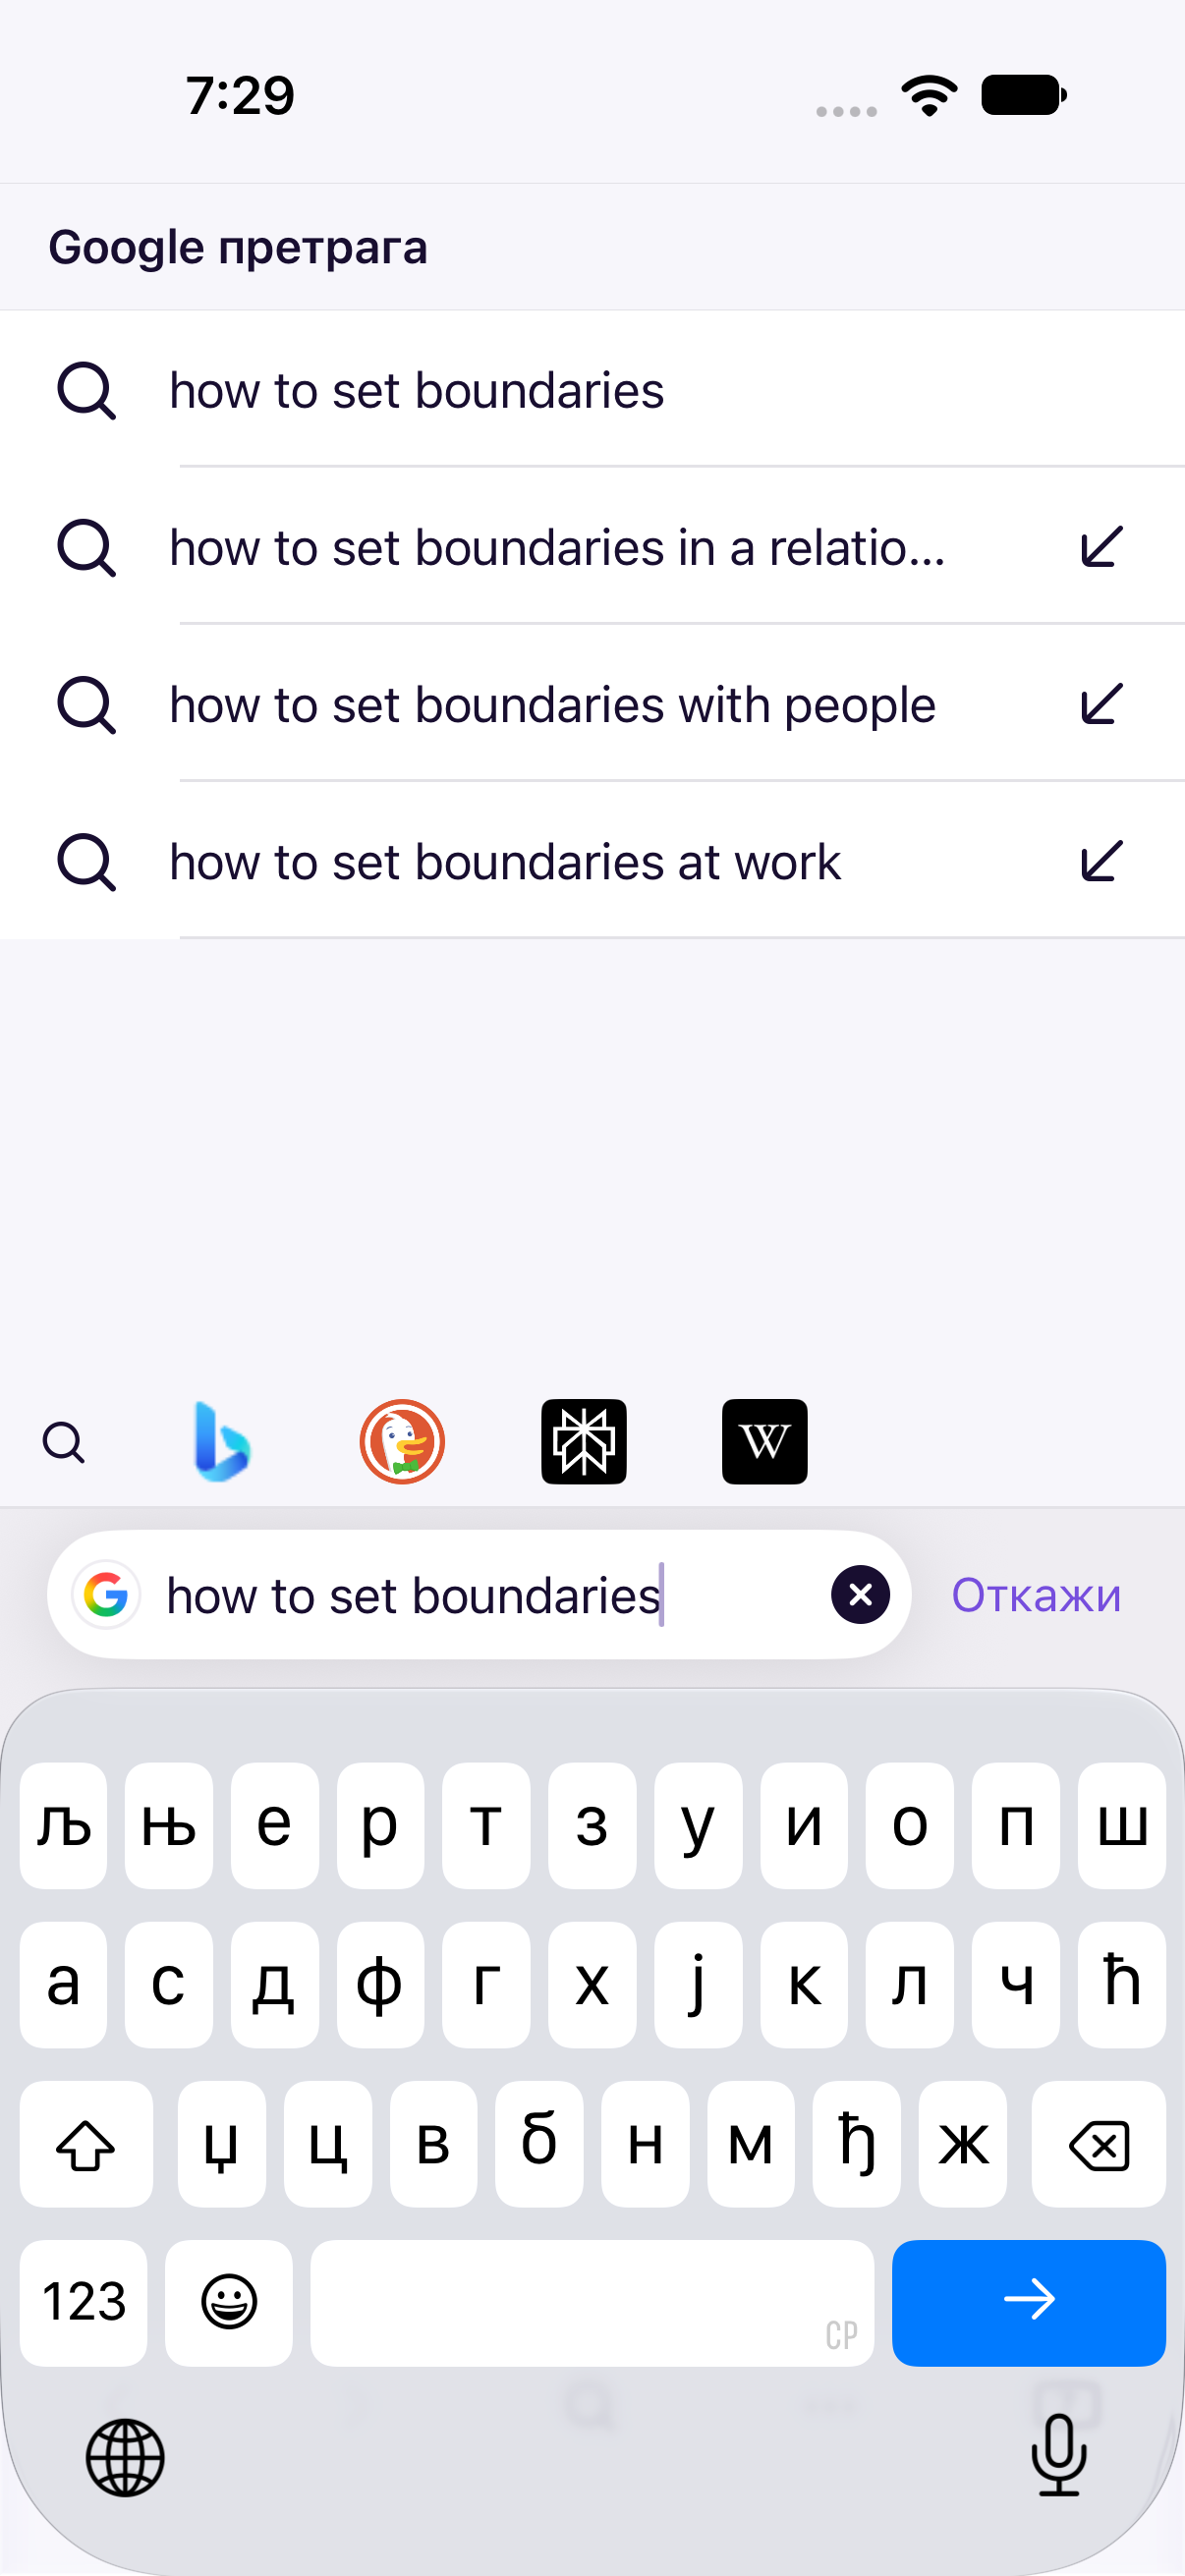 7:29
Google претрага
how to set boundaries
how to set boundaries in a relatio...
how to set boundaries with people
how to set boundaries at work
W
how to set boundaries
Откажи
љ њ е р т з у и о п ш
а с д ф г х ј к л ч ћ
џ ц в б н м ђ ж
123
СР